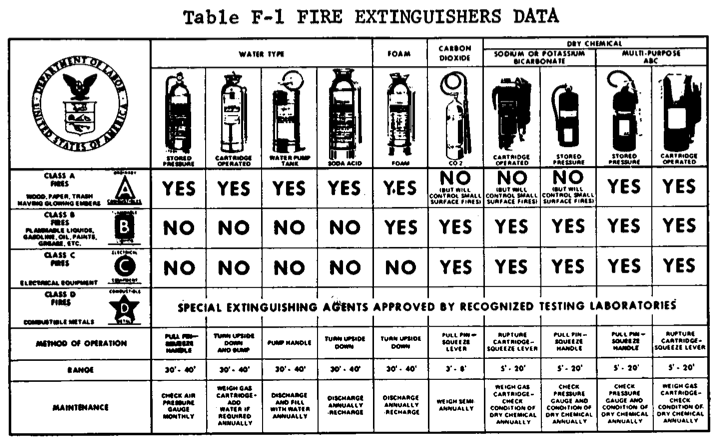 Table F-1 FIRE EXTINGUISHERS DATA
DEPARTMENT OF LABOR
UNITED STATES OF AMERICA
WATER TYPE
FOAM
CARBON
DIOXIDE
DRY CHEMICAL
SODIUM OR POTASSIUM
BICARBONATE
MULTI-PURPOSE
ABC
STORED
PRESSURE
CARTRIDGE
OPERATED
WATER PUMP
TANK
SODA ACID
FOAM
CO 2
CARTRIDGE
OPERATED
STORED
PRESSURE
STORED
PRESSURE
CARTRIDGE
OPERATED
CLASS A
FIRES
WOOD, PAPER, TRASH
HAVING GLOWING EMBERS
ORDINARY
A
COMBUSTIBLES
YES
YES
YES
YES
YES
NO
(BUT WILL
CONTROL SMALL
SURFACE FIRES)
NO
(BUT WILL
CONTROL SMALL
SURFACE FIRES)
NO
(BUT WILL
CONTROL SMALL
SURFACE FIRES)
YES
YES
CLASS B
FIRES
FLAMMABLE LIQUIDS,
GASOLINE, OIL, PAINTS,
GREASE, ETC.
B
NO
NO
NO
NO
YES
YES
YES
YES
YES
YES
CLASS C
FIRES
ELECTRICAL EQUIPMENT
ELECTRICAL
C
EQUIPMENT
NO
NO
NO
NO
NO
YES
YES
YES
YES
YES
CLASS D
FIRES
COMBUSTIBLE METALS
COMBUSTIBLE
D
METALS
SPECIAL EXTINGUISHING AGENTS APPROVED BY RECOGNIZED TESTING LABORATORIES
METHOD OF OPERATION
PULL PIN—
SQUEEZE
HANDLE
TURN UPSIDE
DOWN
AND BUMP
PUMP HANDLE
TURN UPSIDE
DOWN
TURN UPSIDE
DOWN
PULL PIN—
SQUEEZE
LEVER
RUPTURE
CARTRIDGE—
SQUEEZE LEVER
PULL PIN—
SQUEEZE
HANDLE
PULL PIN—
SQUEEZE
HANDLE
RUPTURE
CARTRIDGE—
SQUEEZE LEVER
RANGE
30' - 40'
30' - 40'
30' - 40'
30' - 40'
30' - 40'
3' - 8'
5' - 20'
5' - 20'
5' - 20'
5' - 20'
MAINTENANCE
CHECK AIR
PRESSURE
GAUGE
MONTHLY
WEIGH GAS
CARTRIDGE-
ADD
WATER IF
REQUIRED
ANNUALLY
DISCHARGE
AND FILL
WITH WATER
ANNUALLY
DISCHARGE
ANNUALLY
-RECHARGE
DISCHARGE
ANNUALLY
-RECHARGE
WEIGH SEMI
ANNUALLY
WEIGH GAS
CARTRIDGE—
CHECK
CONDITION OF
DRY CHEMICAL
ANNUALLY
CHECK
PRESSURE
GAUGE AND
CONDITION OF
DRY CHEMICAL
ANNUALLY
CHECK
PRESSURE
GAUGE AND
CONDITION OF
DRY CHEMICAL
ANNUALLY
WEIGH GAS
CARTRIDGE—
CHECK
CONDITION OF
DRY CHEMICAL
ANNUALLY